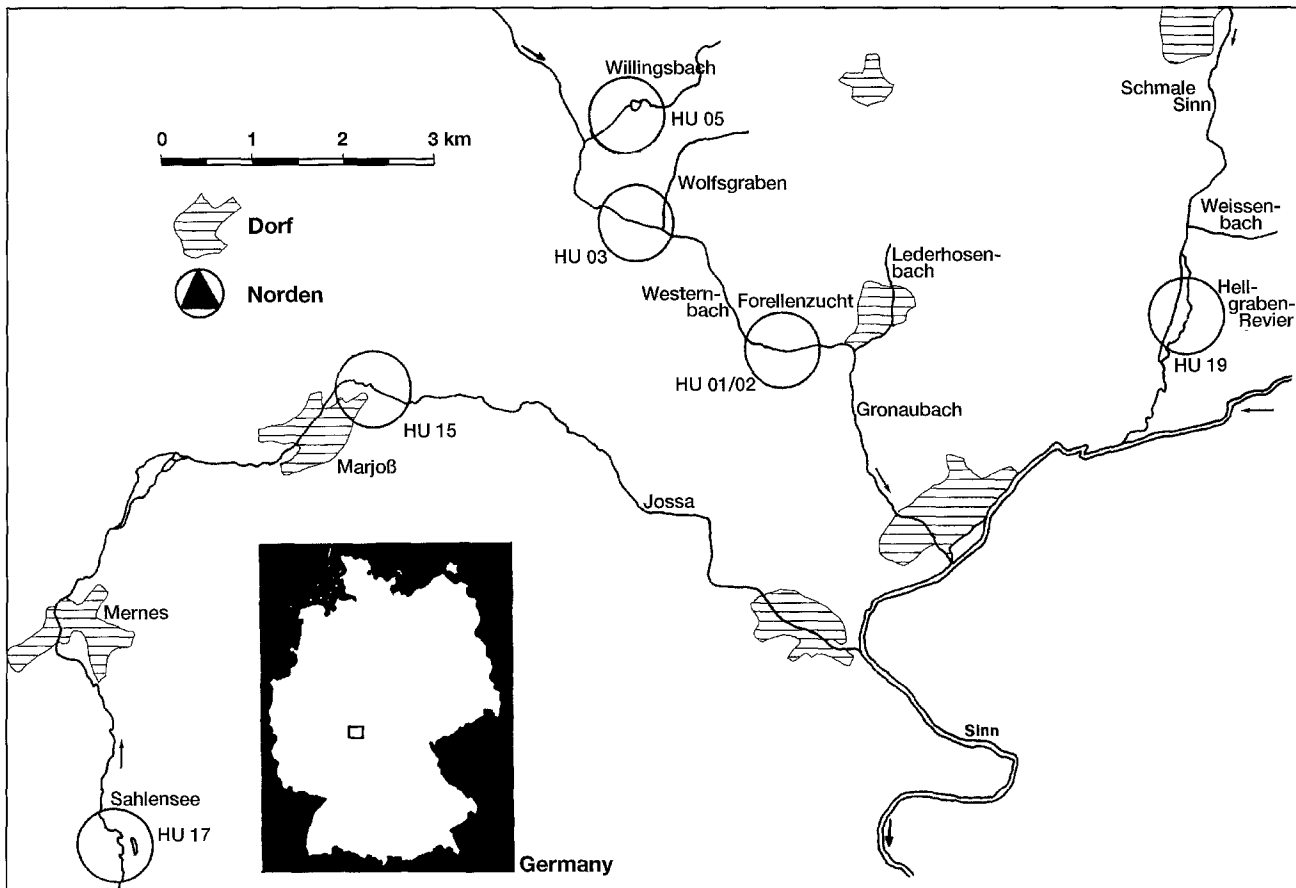 Willingsbach
HU 05
Schmale
Sinn
0 1 2 3 km
Wolfsgraben
Dorf
HU 03
Weissen-
bach
Lederhosen-
bach
Norden
Western-
bach
Forellenzucht
Hell-
graben-
Revier
HU 01/02
HU 19
HU 15
Gronaubach
Marjoß
Jossa
Mernes
Sinn
Sahlensee
HU 17
Germany